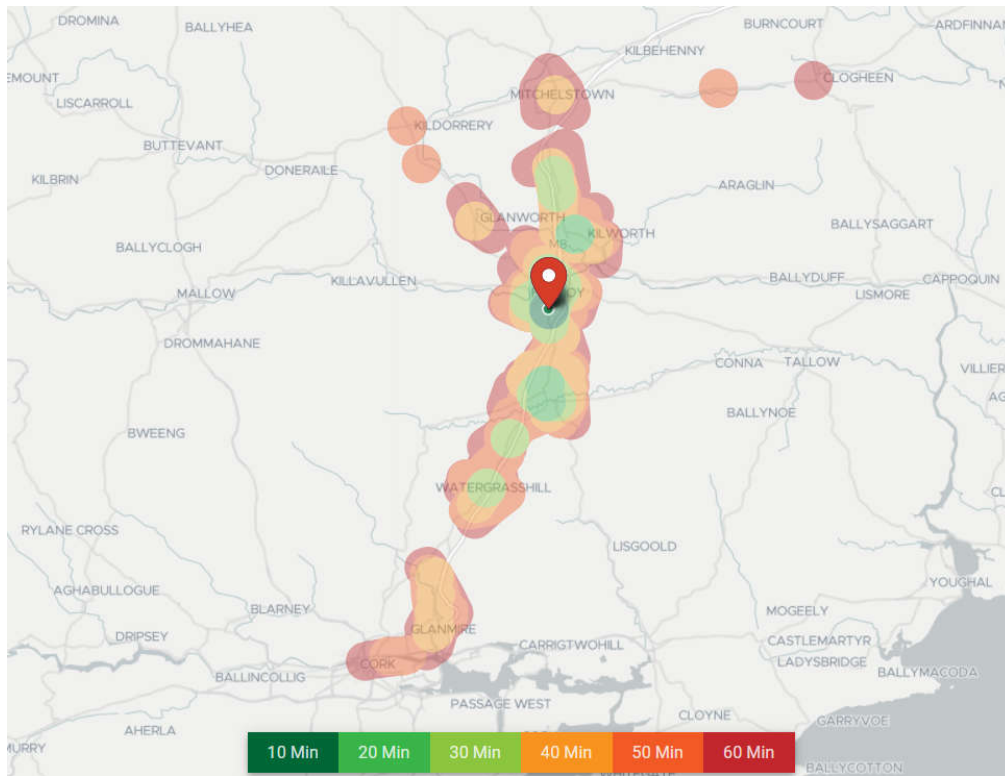 DROMINA
BALLYHEA
BURNCOURT
ARDFINNAN
KILBEHENNY
EMOUNT
CLOGHEEN
LISCARROLL
MITCHELSTOWN
KILDORRERY
BUTTEVANT
DONERAILE
KILBRIN
ARAGLIN
GLANWORTH
BALLYSAGGART
KILWORTH
M8
BALLYCLOGH
KILLAVULLEN
BALLYDUFF
CAPPOQUIN
MALLOW
OY
LISMORE
DROMMAHANE
CONNA
TALLOW
VILLIER
AG
BALLYNOE
BWEENG
WATERGRASSHILL
CL
RYLANE CROSS
LISGOOLD
AGHABULLOGUE
YOUGHAL
BLARNEY
MOGEELY
GLANMIRE
DRIPSEY
CARRIGTWOHILL
CASTLEMARTYR
LADYSBRIDGE
CORK
BALLINCOLLIG
BALLYMACODA
PASSAGE WEST
CLOYNE
GARRYVOE
AHERLA
MURRY
10 Min
20 Min
30 Min
40 Min
50 Min
60 Min
BALLYCOTTON